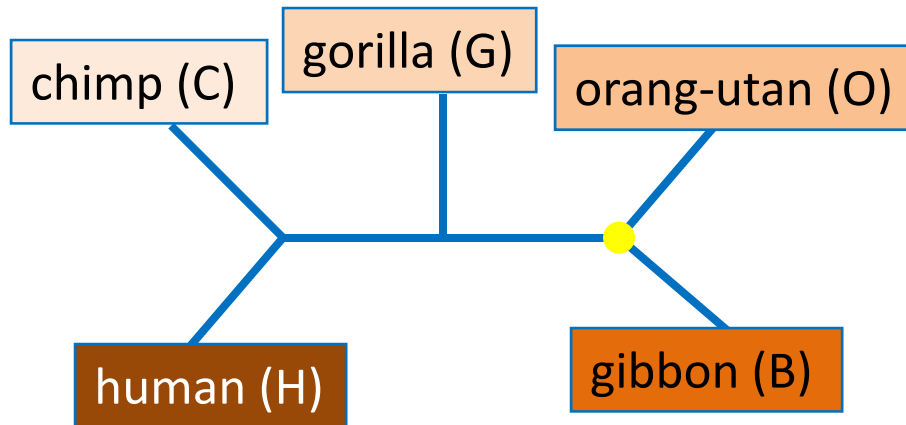 chimp (C)
gorilla (G)
orang-utan (O)
human (H)
gibbon (B)